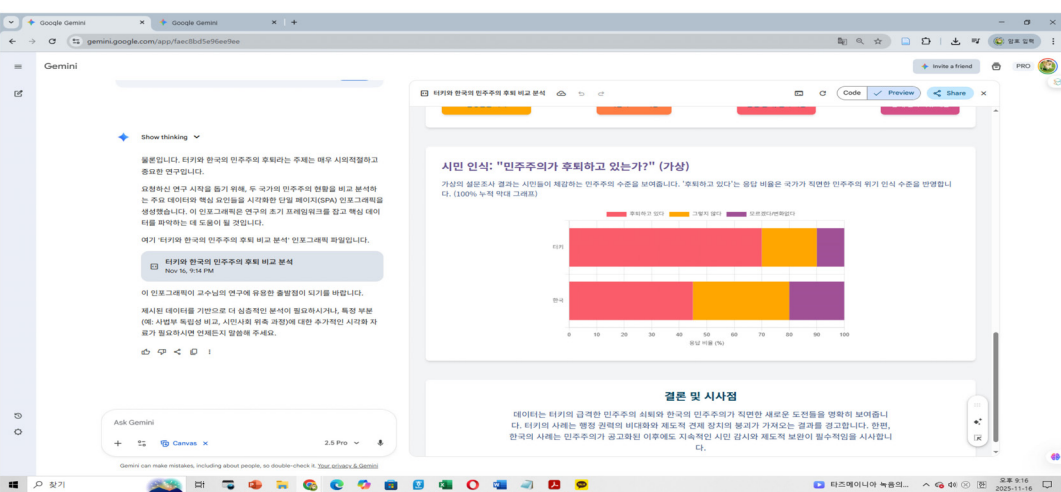 Google Gemini
Google Gemini
gemini.google.com/app/faec8bd5e96ee9ee
Gemini
Invite a friend
PRO
Show thinking
물론입니다. 터키와 한국의 민주주의 후퇴라는 주제는 매우 시의적절하고
중요한 연구입니다.
요청하신 연구 시작을 돕기 위해, 두 국가의 민주주의 현황을 비교 분석하
는 주요 데이터와 핵심 요인들을 시각화한 단일 페이지(SPA) 인포그래픽을
생성했습니다. 이 인포그래픽은 연구의 초기 프레임워크를 잡고 핵심 데이
터를 파악하는 데 도움이 될 것입니다.
여기 '터키와 한국의 민주주의 후퇴 비교 분석' 인포그래픽 파일입니다.
터키와 한국의 민주주의 후퇴 비교 분석
Nov 16, 9:14 PM
이 인포그래픽이 교수님의 연구에 유용한 출발점이 되기를 바랍니다.
제시된 데이터를 기반으로 더 심층적인 분석이 필요하시거나, 특정 부분
(예: 사법부 독립성 비교, 시민사회 위축 과정)에 대한 추가적인 시각화 자
료가 필요하시면 언제든지 말씀해 주세요.
Ask Gemini
Canvas
2.5 Pro
Gemini can make mistakes, including about people, so double-check it. Your privacy & Gemini
터키와 한국의 민주주의 후퇴 비교 분석
Code
Preview
Share
시민 인식: "민주주의가 후퇴하고 있는가?" (가상)
가상의 설문조사 결과는 시민들이 체감하는 민주주의 수준을 보여줍니다. '후퇴하고 있다'는 응답 비율은 국가가 직면한 민주주의 위기 인식 수준을 반영합니
다. (100% 누적 막대 그래프)
후퇴하고 있다 그렇지 않다 모르겠다/변화없다
터키
한국
0 10 20 30 40 50 60 70 80 90 100
응답 비율 (%)
결론 및 시사점
데이터는 터키의 급격한 민주주의 쇠퇴와 한국의 민주주의가 직면한 새로운 도전들을 명확히 보여줍니
다. 터키의 사례는 행정 권력의 비대화와 제도적 견제 장치의 붕괴가 가져오는 결과를 경고합니다. 한편,
한국의 사례는 민주주의가 공고화된 이후에도 지속적인 시민 감시와 제도적 보완이 필수적임을 시사합니
다.
찾기
타즈메이니아 녹음의...
오후 9:16
2025-11-16